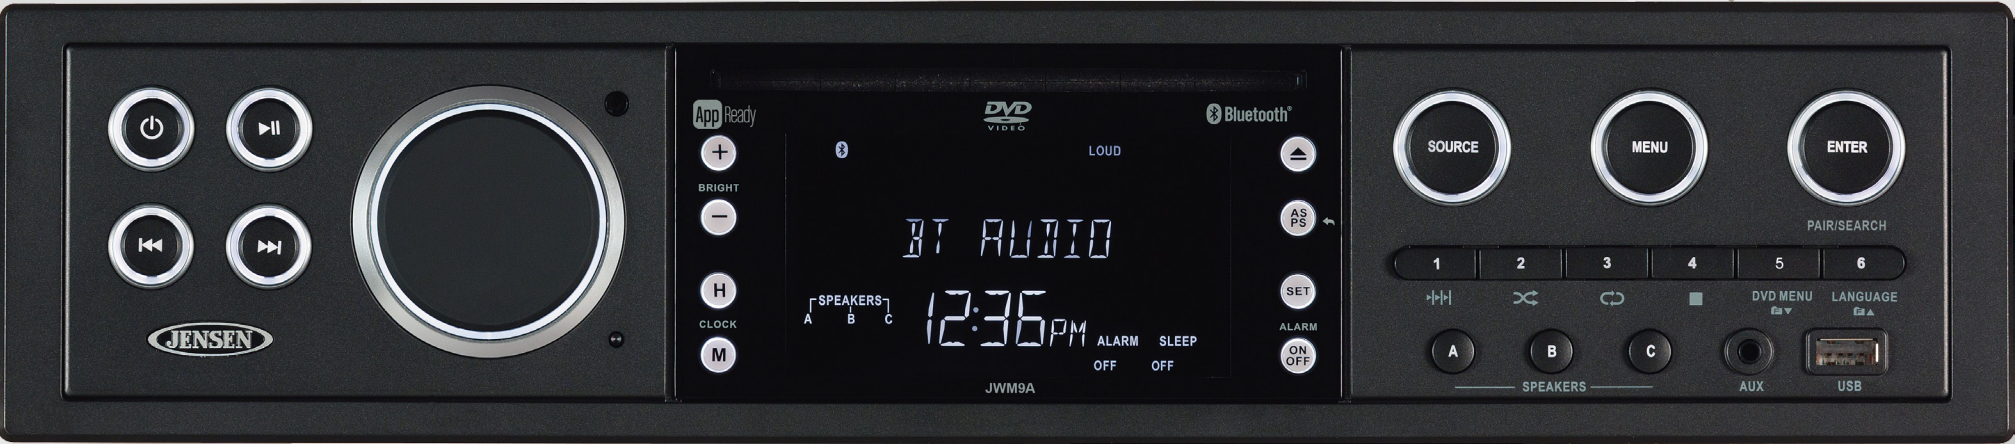 App Ready
DVD
VIDEO
Bluetooth®
LOUD
BRIGHT
BT AUDIO
SPEAKERS
A B C
12:36 PM
ALARM SLEEP
OFF OFF
H
CLOCK
M
JWM9A
AS
PS
SET
ALARM
ON
OFF
JENSEN
SOURCE
MENU
ENTER
PAIR/SEARCH
1 2 3 4 5 6
DVD MENU
LANGUAGE
A B C
SPEAKERS
AUX
USB